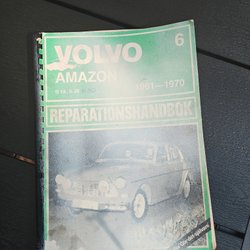 VOLVO 6
AMAZON
1961—1970
REPARATIONSHANDBOK